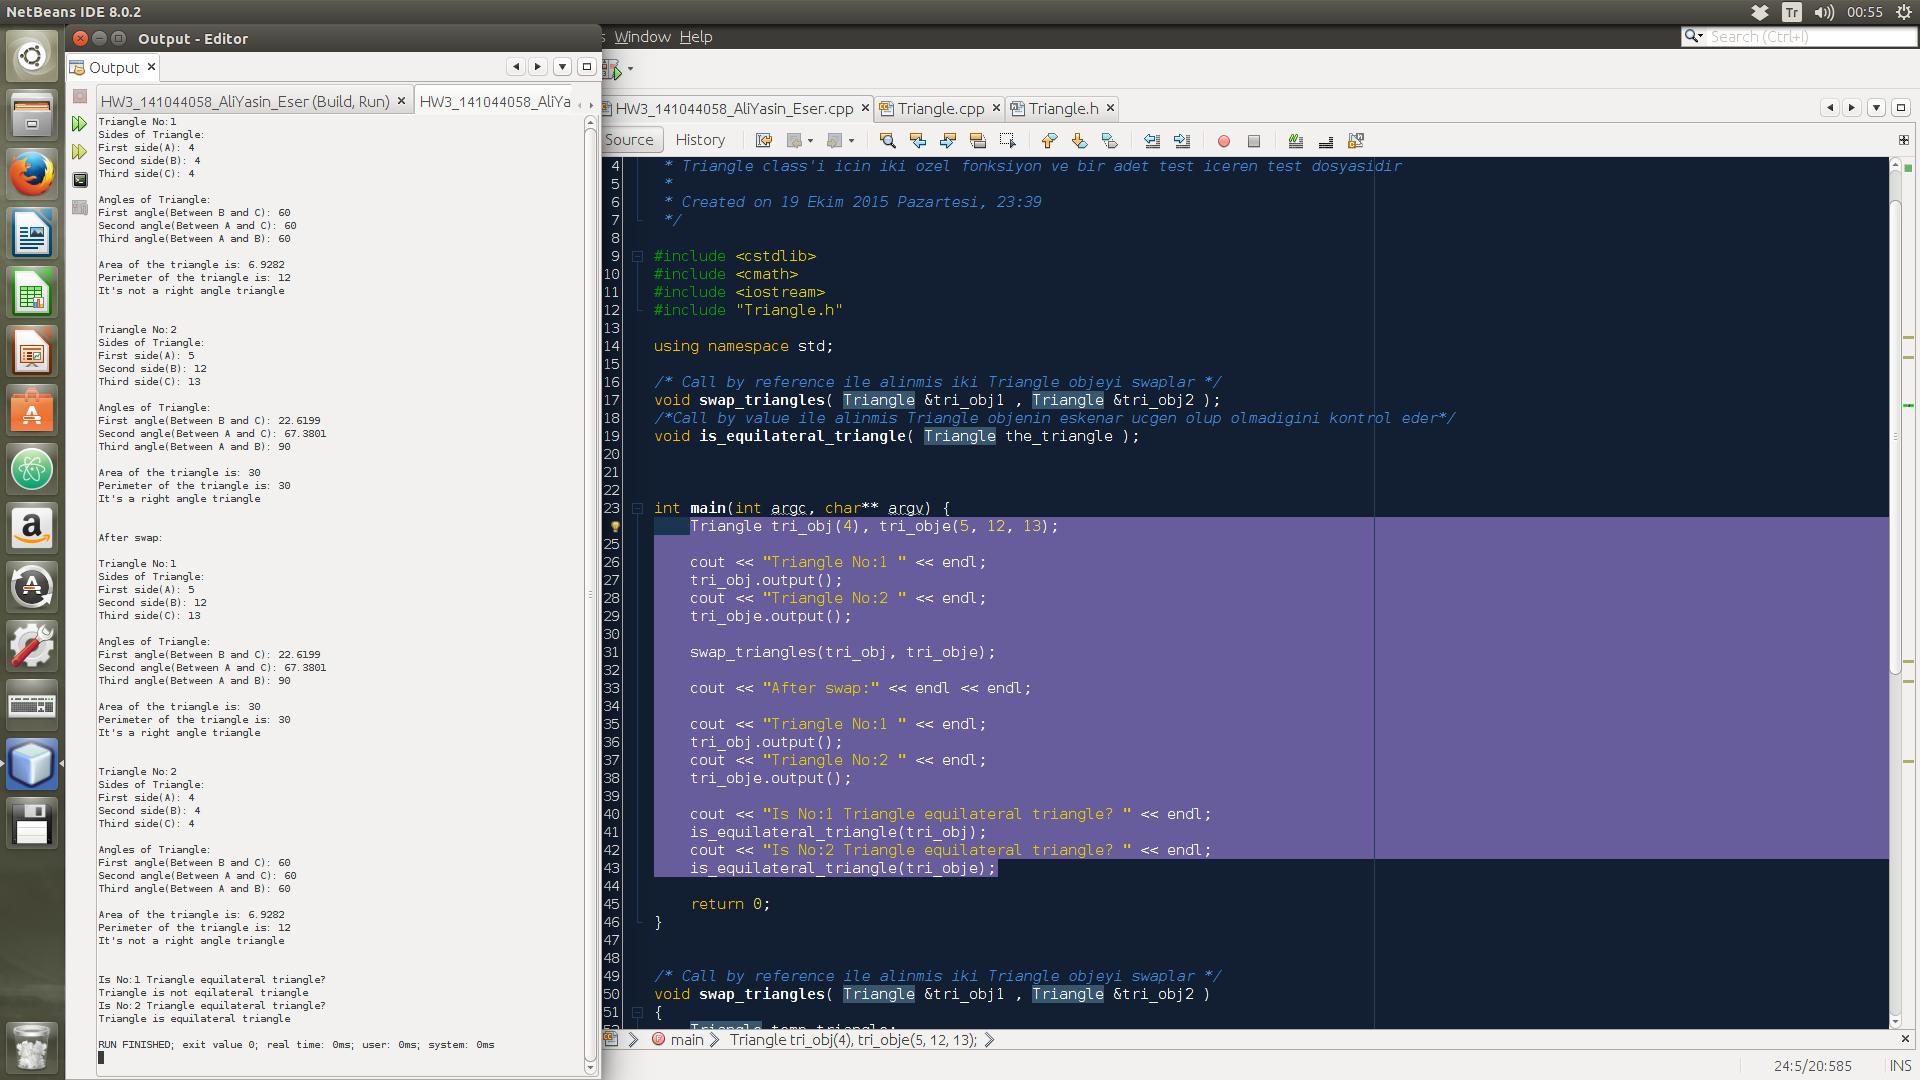 NetBeans IDE 8.0.2
Tr
00:55
Output - Editor
Window Help
Search (Ctrl+I)
Output
HW3_141044058_AliYasin_Eser (Build, Run)
HW3_141044058_AliYa
Triangle No:1
Sides of Triangle:
First side(A): 4
Second side(B): 4
Third side(C): 4
Angles of Triangle:
First angle(Between B and C): 60
Second angle(Between A and C): 60
Third angle(Between A and B): 60
Area of the triangle is: 6.9282
Perimeter of the triangle is: 12
It's not a right angle triangle
Triangle No:2
Sides of Triangle:
First side(A): 5
Second side(B): 12
Third side(C): 13
Angles of Triangle:
First angle(Between B and C): 22.6199
Second angle(Between A and C): 67.3801
Third angle(Between A and B): 90
Area of the triangle is: 30
Perimeter of the triangle is: 30
It's a right angle triangle
After swap:
Triangle No:1
Sides of Triangle:
First side(A): 5
Second side(B): 12
Third side(C): 13
Angles of Triangle:
First angle(Between B and C): 22.6199
Second angle(Between A and C): 67.3801
Third angle(Between A and B): 90
Area of the triangle is: 30
Perimeter of the triangle is: 30
It's a right angle triangle
Triangle No:2
Sides of Triangle:
First side(A): 4
Second side(B): 4
Third side(C): 4
Angles of Triangle:
First angle(Between B and C): 60
Second angle(Between A and C): 60
Third angle(Between A and B): 60
Area of the triangle is: 6.9282
Perimeter of the triangle is: 12
It's not a right angle triangle
Is No:1 Triangle equilateral triangle?
Triangle is not eqilateral triangle
Is No:2 Triangle equilateral triangle?
Triangle is equilateral triangle
RUN FINISHED; exit value 0; real time: 0ms; user: 0ms; system: 0ms
HW3_141044058_AliYasin_Eser.cpp
Triangle.cpp
Triangle.h
Source
History
4 * Triangle class'i icin iki ozel fonksiyon ve bir adet test iceren test dosyasidir
5 *
6 * Created on 19 Ekim 2015 Pazartesi, 23:39
7 */
8
9 #include <cstdlib>
10 #include <cmath>
11 #include <iostream>
12 #include "Triangle.h"
13
14 using namespace std;
15
16 /* Call by reference ile alinmis iki Triangle objeyi swaplar */
17 void swap_triangles( Triangle &tri_obj1 , Triangle &tri_obj2 );
18 /*Call by value ile alinmis Triangle objenin eskenar ucgen olup olmadigini kontrol eder*/
19 void is_equilateral_triangle( Triangle the_triangle );
20
21
22
23 int main(int argc, char** argv) {
Triangle tri_obj(4), tri_obje(5, 12, 13);
25
26 cout << "Triangle No:1 " << endl;
27 tri_obj.output();
28 cout << "Triangle No:2 " << endl;
29 tri_obje.output();
30
31 swap_triangles(tri_obj, tri_obje);
32
33 cout << "After swap:" << endl << endl;
34
35 cout << "Triangle No:1 " << endl;
36 tri_obj.output();
37 cout << "Triangle No:2 " << endl;
38 tri_obje.output();
39
40 cout << "Is No:1 Triangle equilateral triangle? " << endl;
41 is_equilateral_triangle(tri_obj);
42 cout << "Is No:2 Triangle equilateral triangle? " << endl;
43 is_equilateral_triangle(tri_obje);
44
45 return 0;
46 }
47
48
49 /* Call by reference ile alinmis iki Triangle objeyi swaplar */
50 void swap_triangles( Triangle &tri_obj1 , Triangle &tri_obj2 )
51 {
Triangle temp_triangle;
main
Triangle tri_obj(4), tri_obje(5, 12, 13);
24:5/20:585
INS